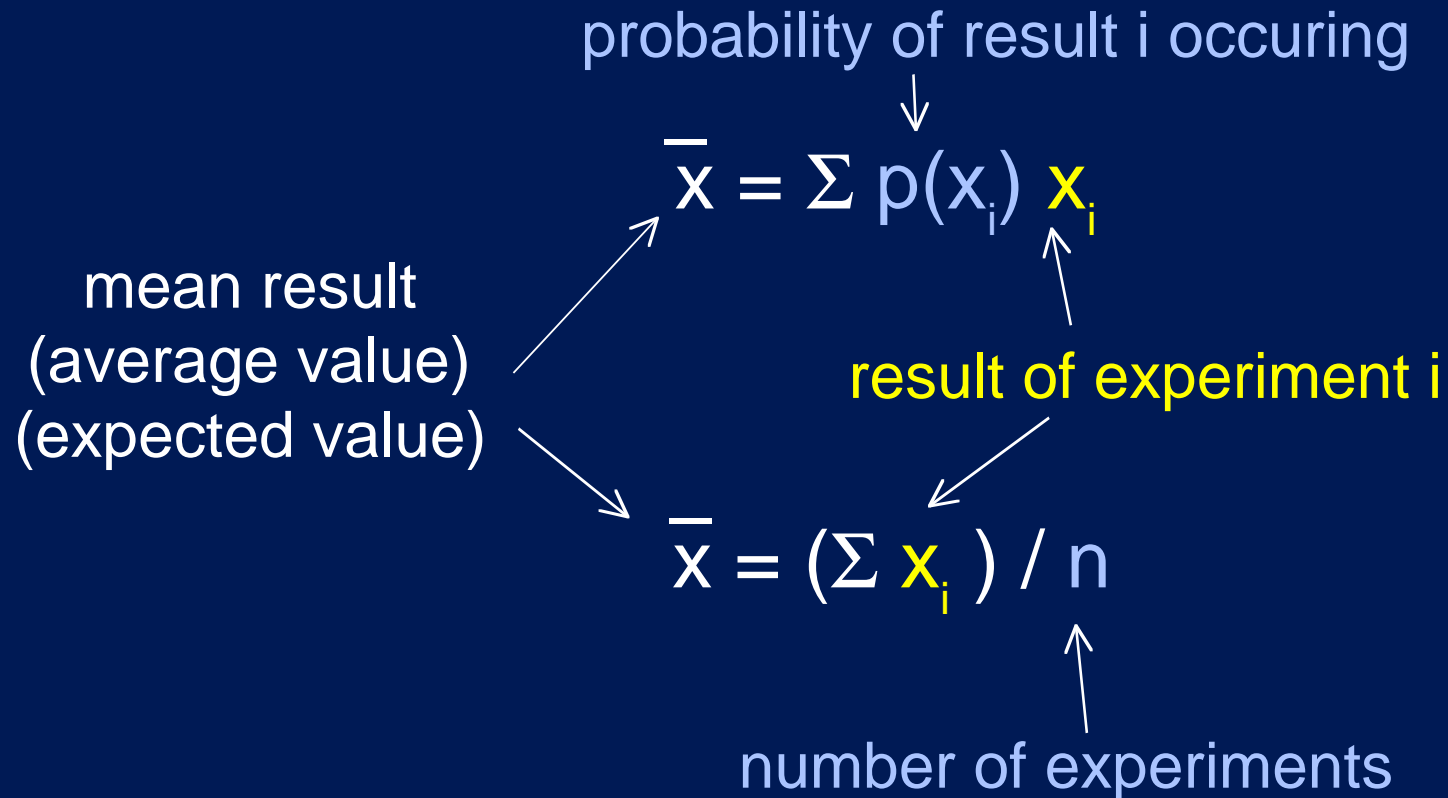 probability of result i occuring
x̅ = Σ p(xᵢ) xᵢ
mean result
(average value)
(expected value)
result of experiment i
x̅ = (Σ xᵢ ) / n
number of experiments